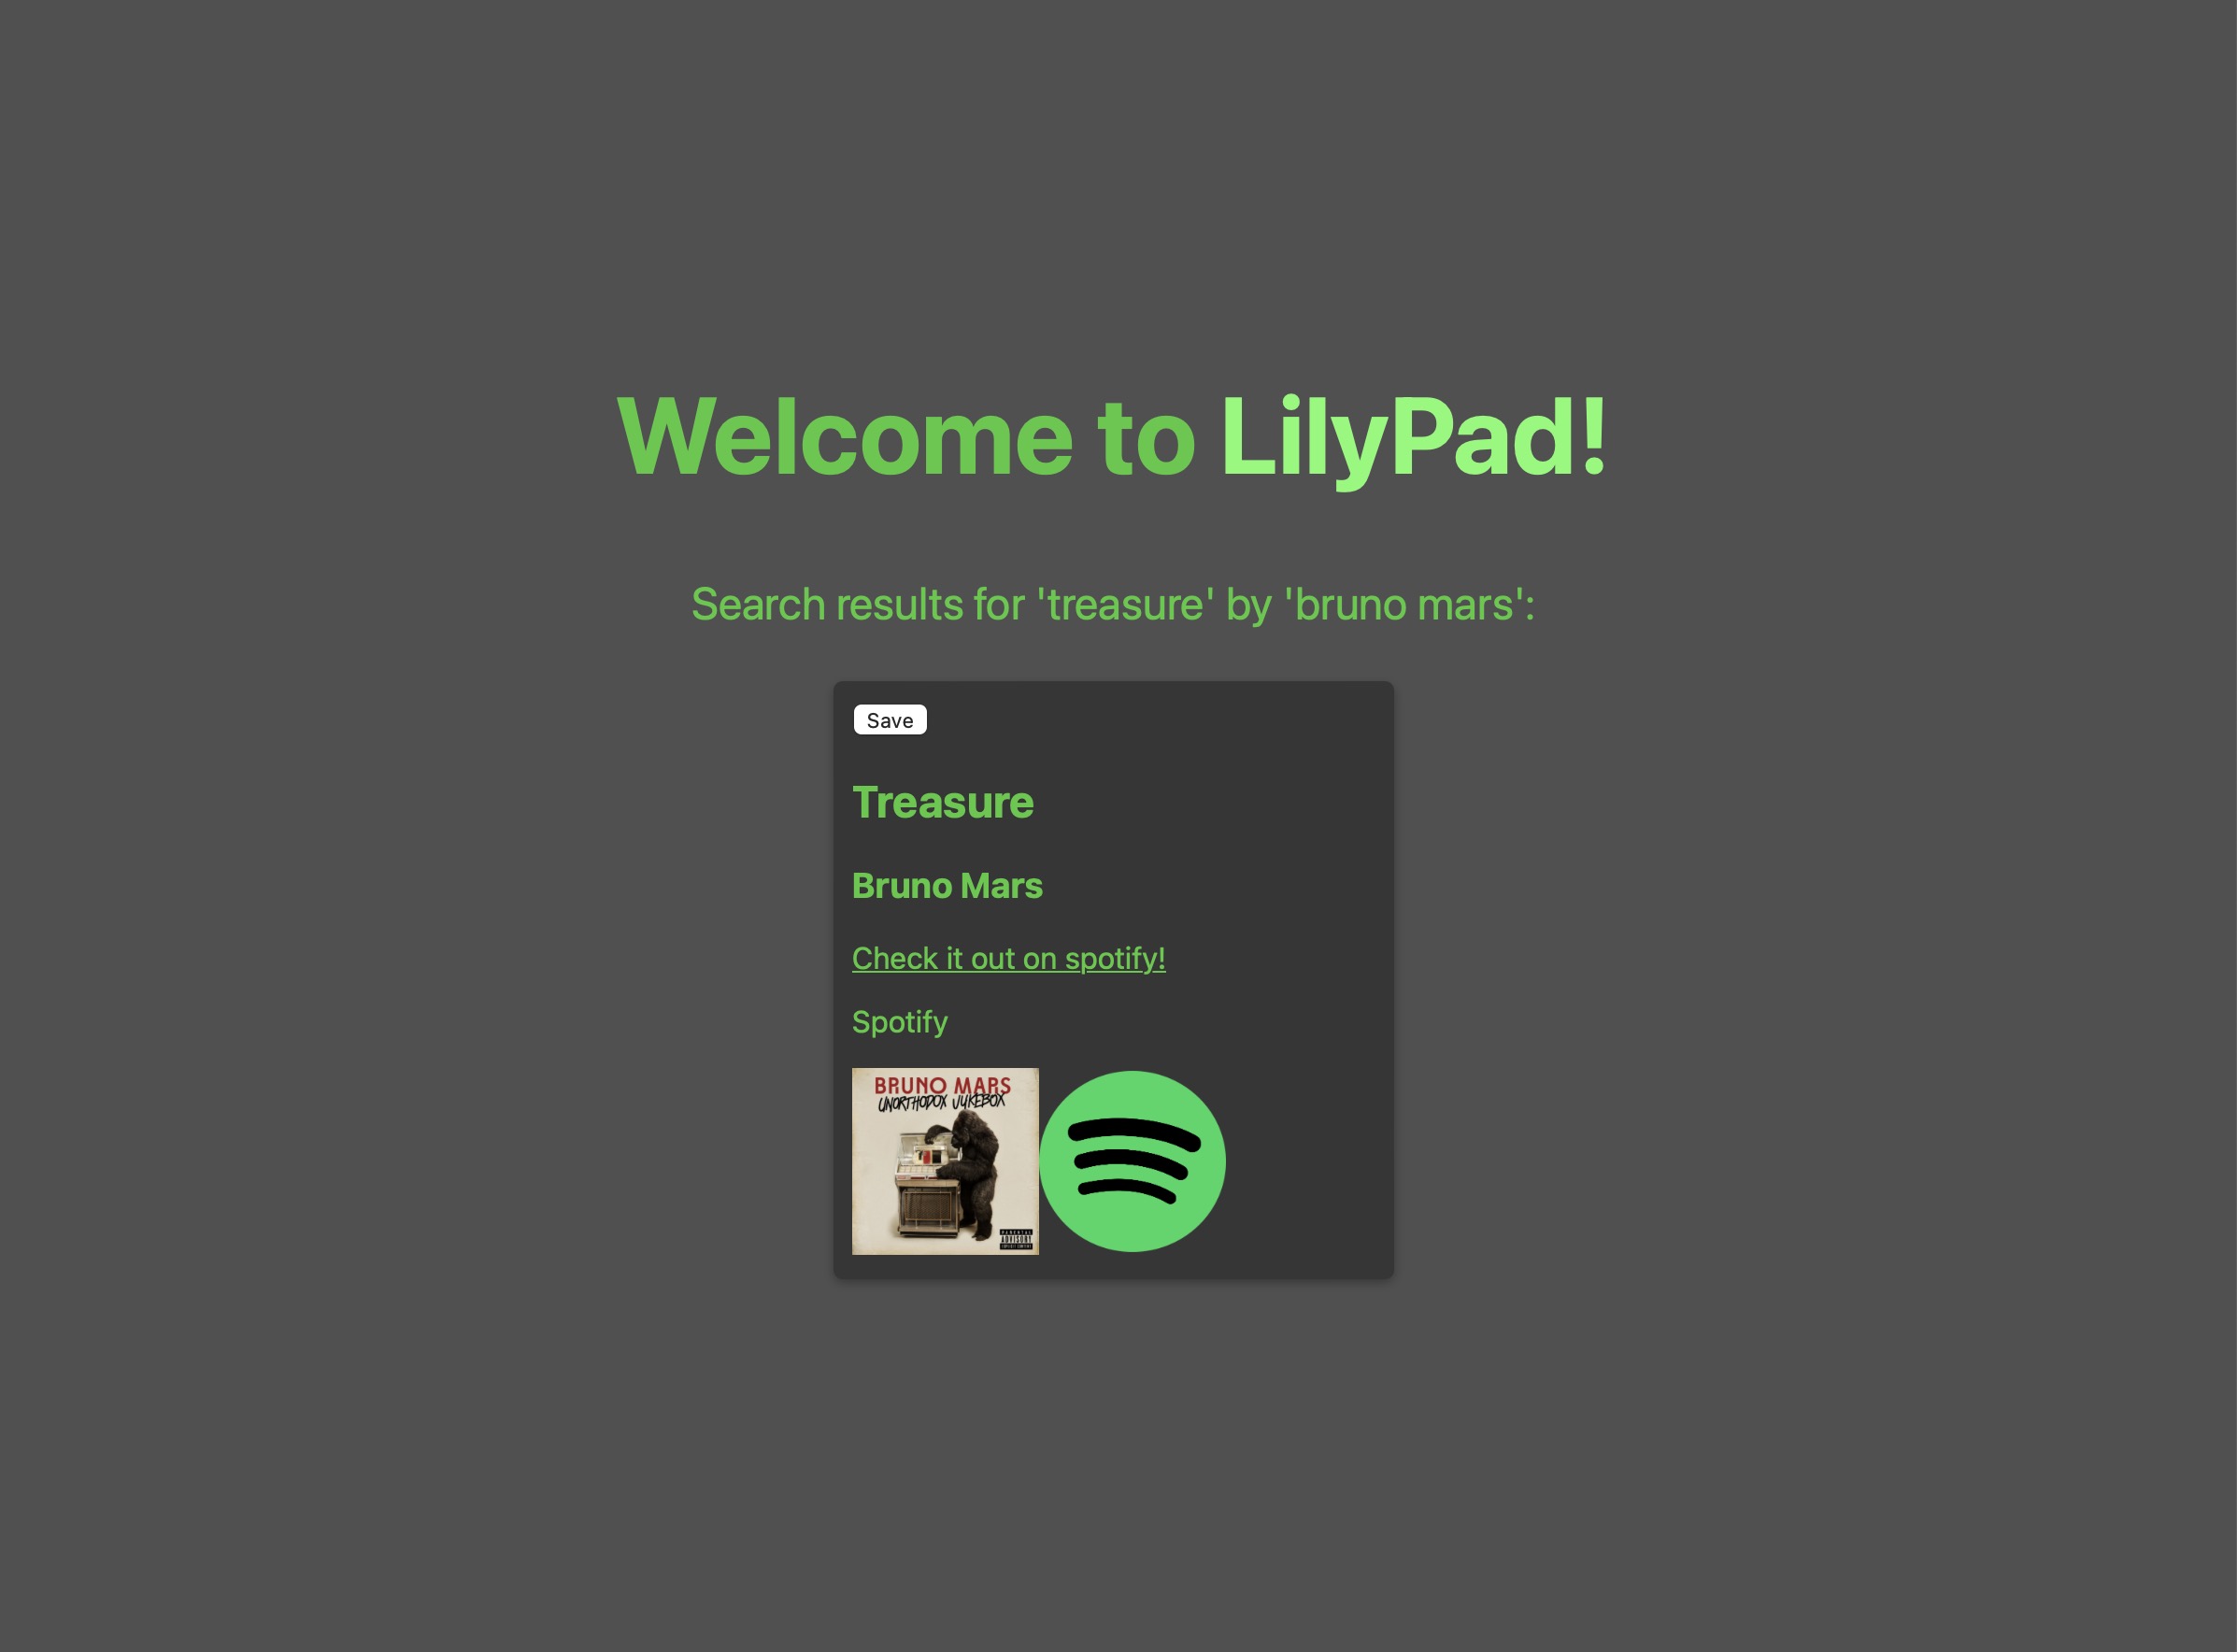 Welcome to LilyPad!
Search results for 'treasure' by 'bruno mars':
Save
Treasure
Bruno Mars
Check it out on spotify!
Spotify
BRUNO MARS
UNORTHODOX JUKEBOX
PARENTAL
ADVISORY
EXPLICIT CONTENT